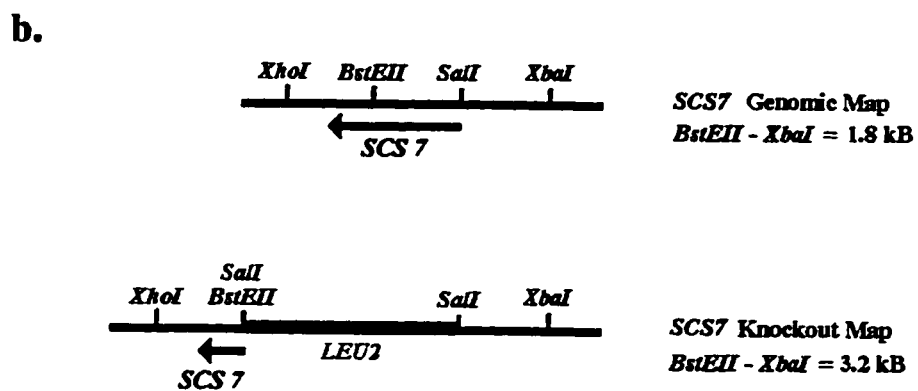 b.
XhoI BstEII SalI XbaI
SCS7 Genomic Map
BstEII - XbaI = 1.8 kB
SCS 7
SalI
XhoI BstEII SalI XbaI
SCS7 Knockout Map
LEU2
BstEII - XbaI = 3.2 kB
SCS 7